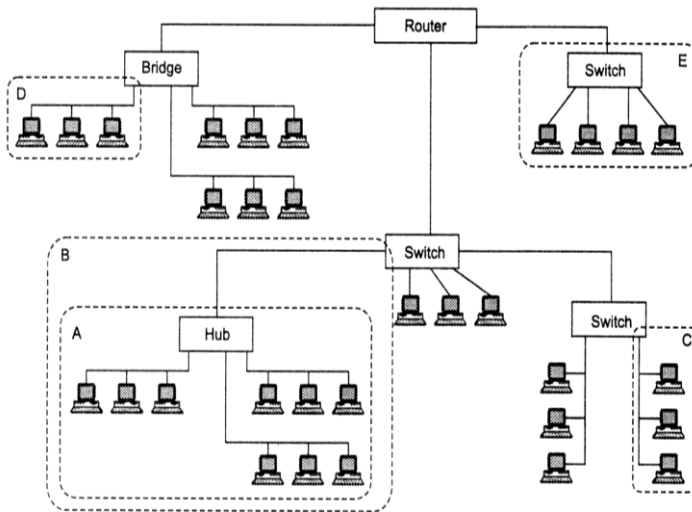 Router
Bridge
Switch
E
D
B
Switch
A
Hub
Switch
C